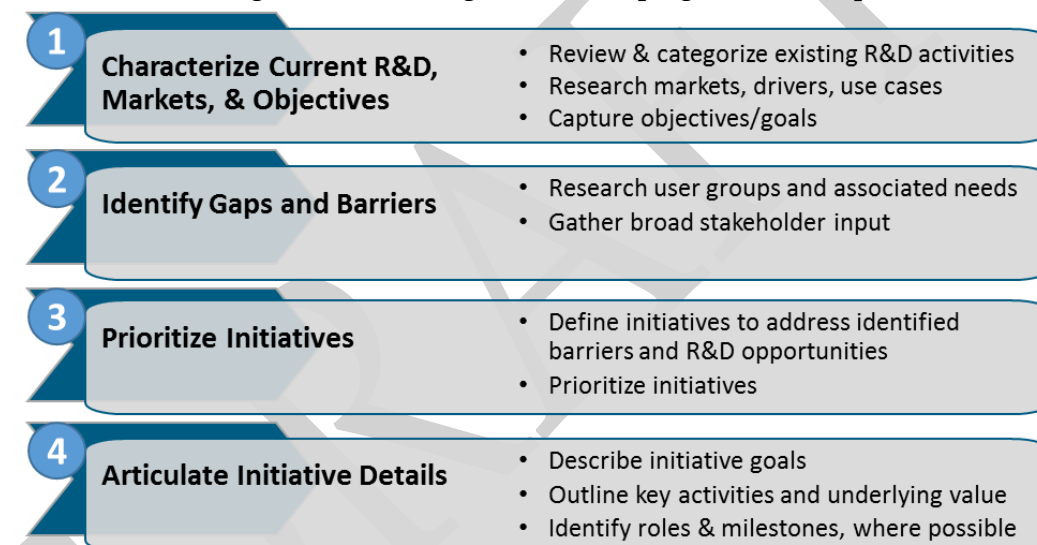 1
Characterize Current R&D,
Markets, & Objectives
• Review & categorize existing R&D activities
• Research markets, drivers, use cases
• Capture objectives/goals
2
Identify Gaps and Barriers
• Research user groups and associated needs
• Gather broad stakeholder input
3
Prioritize Initiatives
• Define initiatives to address identified
barriers and R&D opportunities
• Prioritize initiatives
4
Articulate Initiative Details
• Describe initiative goals
• Outline key activities and underlying value
• Identify roles & milestones, where possible